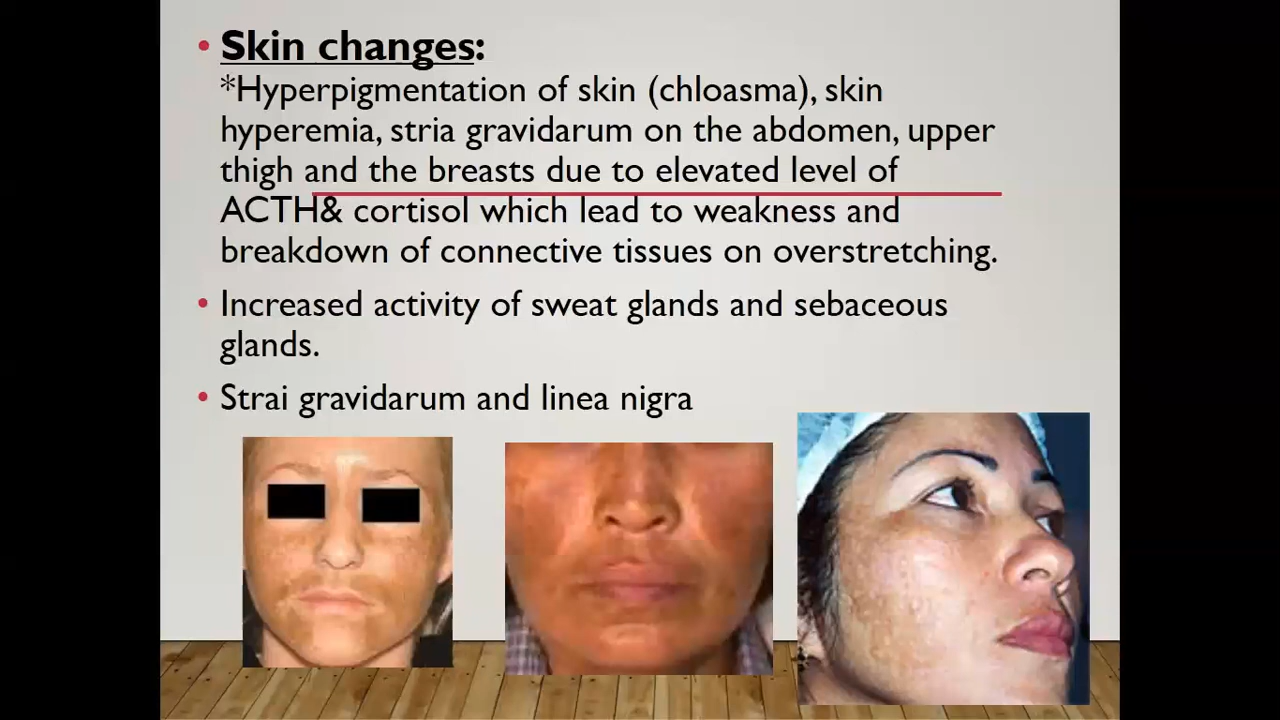 • Skin changes:
*Hyperpigmentation of skin (chloasma), skin
hyperemia, stria gravidarum on the abdomen, upper
thigh and the breasts due to elevated level of
ACTH& cortisol which lead to weakness and
breakdown of connective tissues on overstretching.
• Increased activity of sweat glands and sebaceous
glands.
• Strai gravidarum and linea nigra